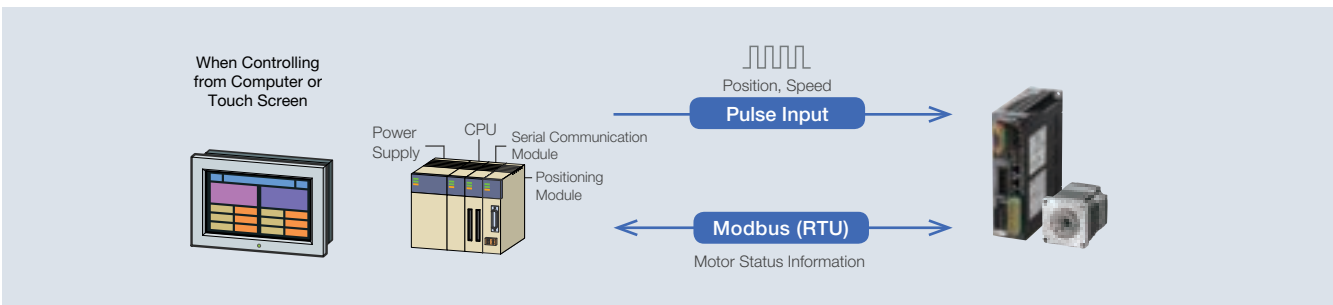 When Controlling
from Computer or
Touch Screen
Power
Supply
CPU
Serial Communication
Module
Positioning
Module
Position, Speed
Pulse Input
Modbus (RTU)
Motor Status Information